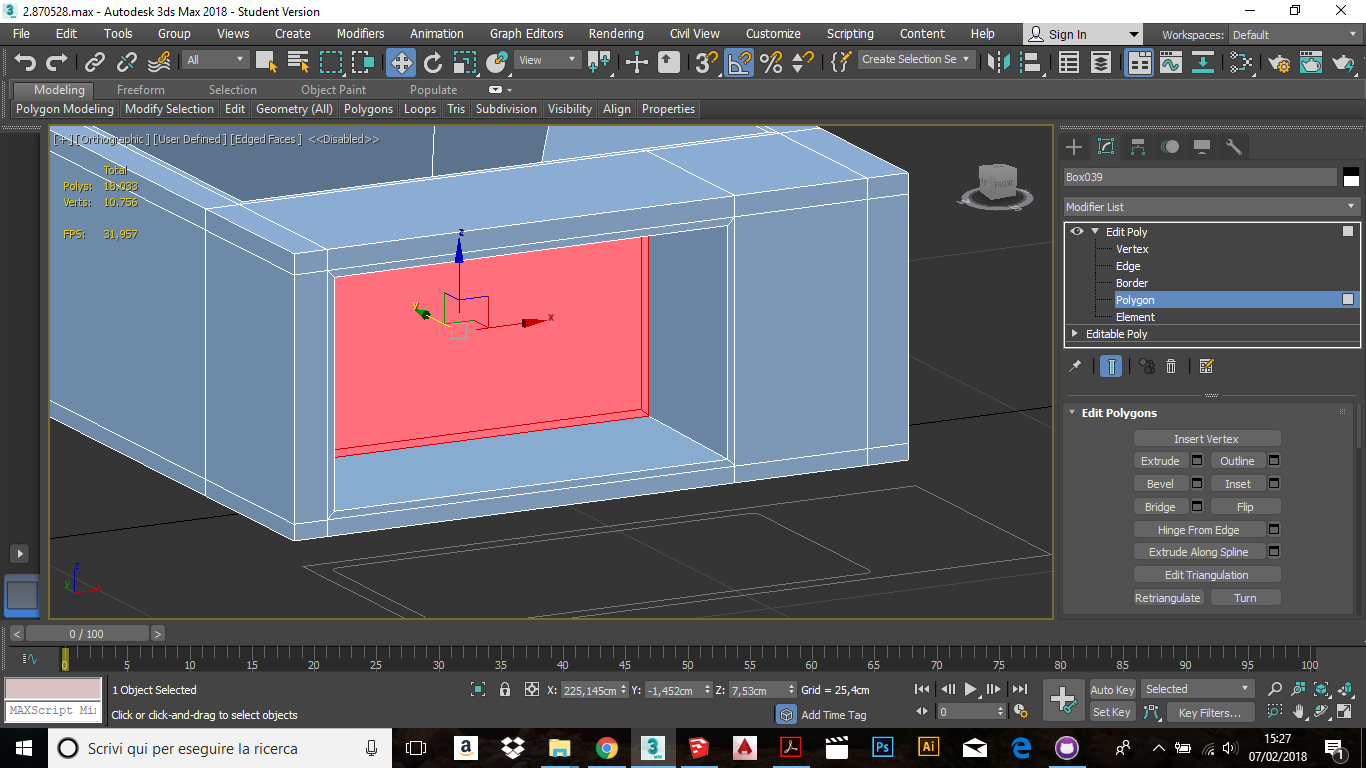 2.870528.max - Autodesk 3ds Max 2018 - Student Version
File Edit Tools Group Views Create Modifiers Animation Graph Editors Rendering Civil View Customize Scripting Content Help Sign In Workspaces: Default
All View 3 Create Selection Se
Modeling Freeform Selection Object Paint Populate
Polygon Modeling Modify Selection Edit Geometry (All) Polygons Loops Tris Subdivision Visibility Align Properties
[+] [Orthographic ] [User Defined ] [Edged Faces ] <<Disabled>>
Total
Polys: 18.033
Verts: 10.756
FPS: 31,957
z
y
x
FRONT
z
y
x
Box039
Modifier List
Edit Poly
Vertex
Edge
Border
Polygon
Element
Editable Poly
Edit Polygons
Insert Vertex
Extrude Outline
Bevel Inset
Bridge Flip
Hinge From Edge
Extrude Along Spline
Edit Triangulation
Retriangulate Turn
< 0 / 100 >
0 5 10 15 20 25 30 35 40 45 50 55 60 65 70 75 80 85 90 95 100
1 Object Selected X: 225,145cm Y: -1,452cm Z: 7,53cm Grid = 25,4cm Auto Key Selected
MAXScript Mi
Click or click-and-drag to select objects Add Time Tag 0 Set Key Key Filters...
Scrivi qui per eseguire la ricerca
a 3 MAX A Ps Ai
15:27
07/02/2018
1